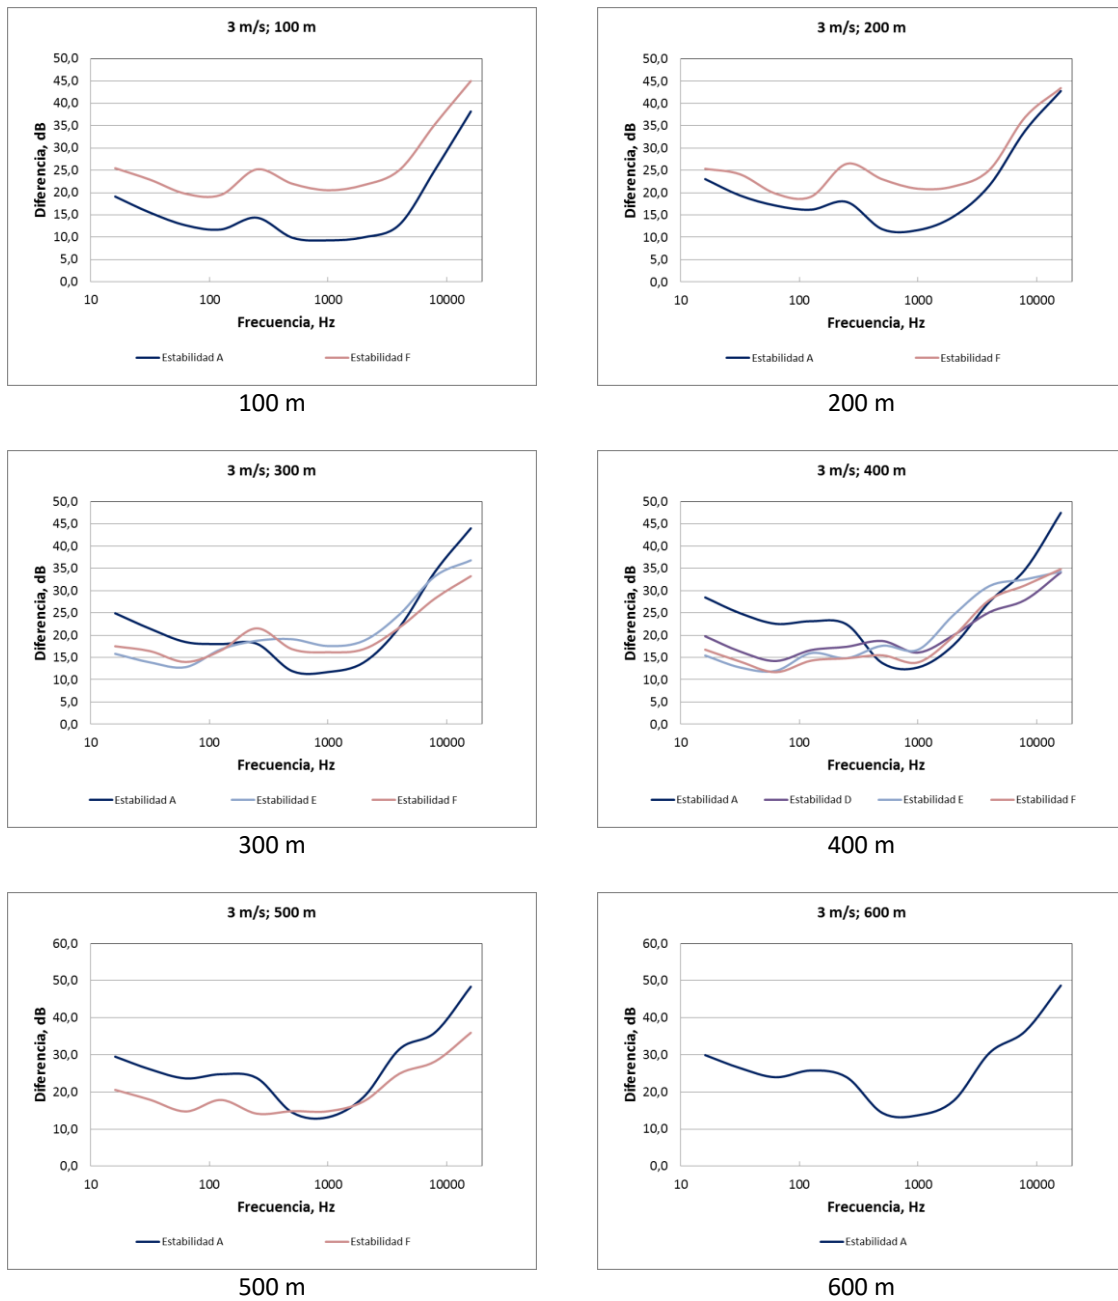 3 m/s; 100 m
50,0
45,0
40,0
35,0
30,0
25,0
20,0
15,0
10,0
5,0
0,0
Diferencia, dB
10 100 1000 10000
Frecuencia, Hz
Estabilidad A Estabilidad F
100 m
3 m/s; 200 m
50,0
45,0
40,0
35,0
30,0
25,0
20,0
15,0
10,0
5,0
0,0
Diferencia, dB
10 100 1000 10000
Frecuencia, Hz
Estabilidad A Estabilidad F
200 m
3 m/s; 300 m
50,0
45,0
40,0
35,0
30,0
25,0
20,0
15,0
10,0
5,0
0,0
Diferencia, dB
10 100 1000 10000
Frecuencia, Hz
Estabilidad A Estabilidad E Estabilidad F
300 m
3 m/s; 400 m
50,0
45,0
40,0
35,0
30,0
25,0
20,0
15,0
10,0
5,0
0,0
Diferencia, dB
10 100 1000 10000
Frecuencia, Hz
Estabilidad A Estabilidad D Estabilidad E Estabilidad F
400 m
3 m/s; 500 m
60,0
50,0
40,0
30,0
20,0
10,0
0,0
Diferencia, dB
10 100 1000 10000
Frecuencia, Hz
Estabilidad A Estabilidad F
500 m
3 m/s; 600 m
60,0
50,0
40,0
30,0
20,0
10,0
0,0
Diferencia, dB
10 100 1000 10000
Frecuencia, Hz
Estabilidad A
600 m